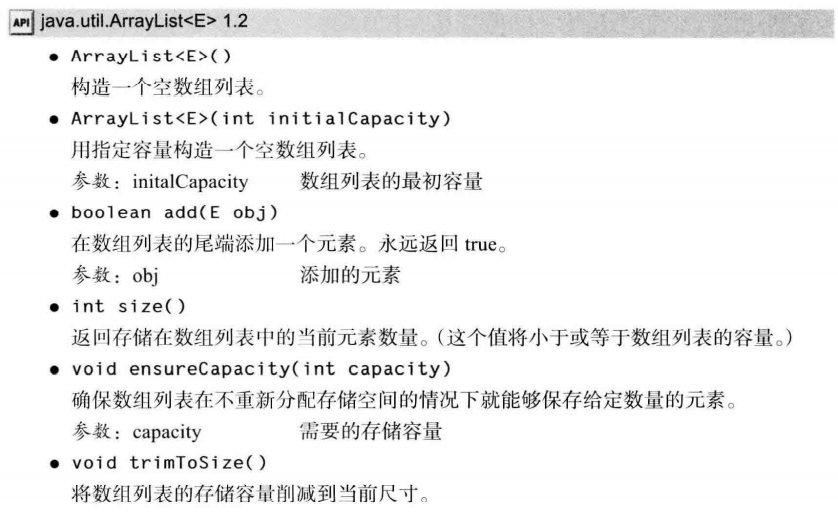 API java.util.ArrayList<E> 1.2
● ArrayList<E>()
构造一个空数组列表。
● ArrayList<E>(int initialCapacity)
用指定容量构造一个空数组列表。
参数：initalCapacity 数组列表的最初容量
● boolean add(E obj)
在数组列表的尾端添加一个元素。永远返回 true。
参数：obj 添加的元素
● int size()
返回存储在数组列表中的当前元素数量。（这个值将小于或等于数组列表的容量。）
● void ensureCapacity(int capacity)
确保数组列表在不重新分配存储空间的情况下就能够保存给定数量的元素。
参数：capacity 需要的存储容量
● void trimToSize()
将数组列表的存储容量削减到当前尺寸。